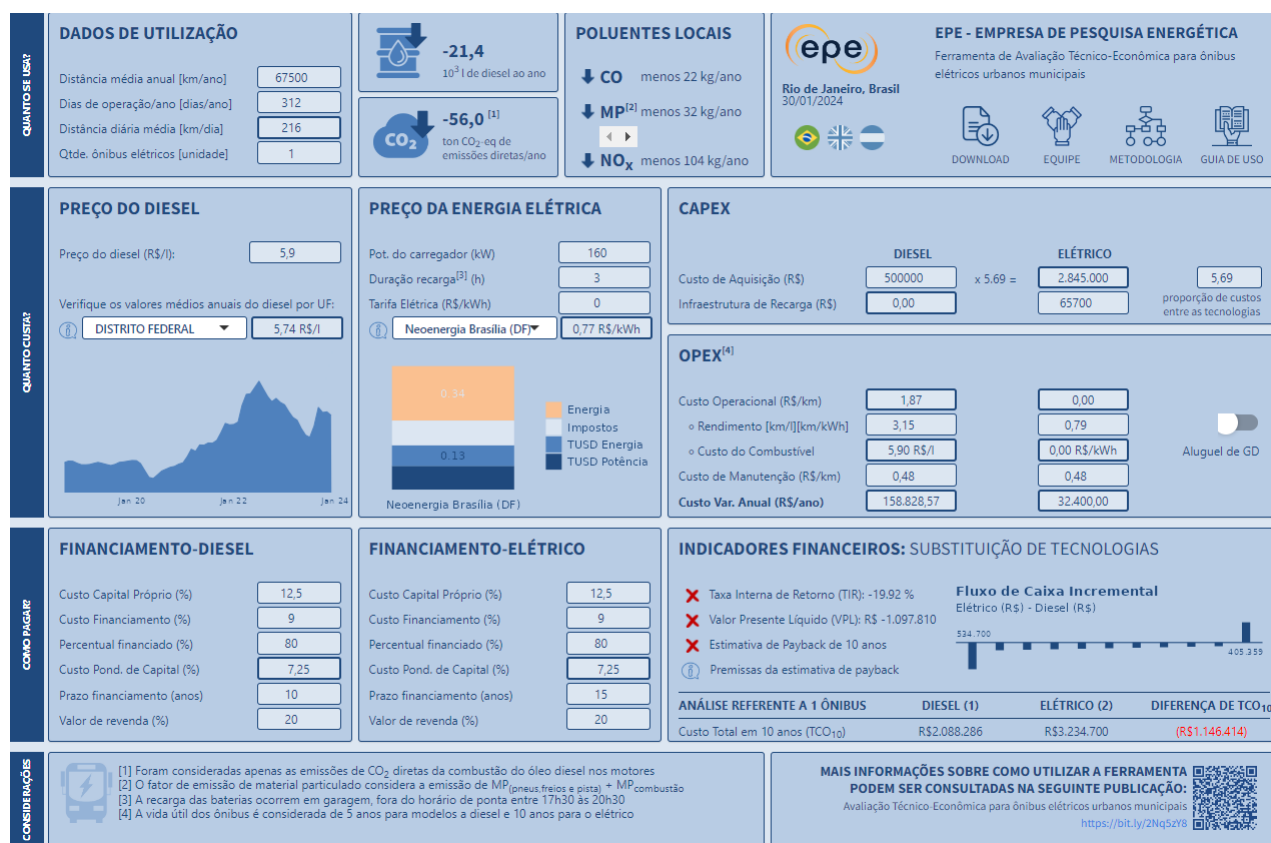 QUANTO SE USA?
DADOS DE UTILIZAÇÃO
Distância média anual [km/ano] 67500
Dias de operação/ano [dias/ano] 312
Distância diária média [km/dia] 216
Qtde. ônibus elétricos [unidade] 1
-21,4
10³ l de diesel ao ano
CO₂
-56,0 [1]
ton CO₂-eq de
emissões diretas/ano
POLUENTES LOCAIS
CO menos 22 kg/ano
MP[2] menos 32 kg/ano
NOX menos 104 kg/ano
epe
Rio de Janeiro, Brasil
30/01/2024
EPE - EMPRESA DE PESQUISA ENERGÉTICA
Ferramenta de Avaliação Técnico-Econômica para ônibus
elétricos urbanos municipais
DOWNLOAD EQUIPE METODOLOGIA GUIA DE USO
QUANTO CUSTA?
PREÇO DO DIESEL
Preço do diesel (R$/l): 5,9
Verifique os valores médios anuais do diesel por UF:
DISTRITO FEDERAL 5,74 R$/l
Jan 20 Jan 22 Jan 24
PREÇO DA ENERGIA ELÉTRICA
Pot. do carregador (kW) 160
Duração recarga[3] (h) 3
Tarifa Elétrica (R$/kWh) 0
Neoenergia Brasília (DF) 0,77 R$/kWh
0.34
0.13
Energia
Impostos
TUSD Energia
TUSD Potência
Neoenergia Brasília (DF)
CAPEX
DIESEL ELÉTRICO
Custo de Aquisição (R$) 500000 x 5.69 = 2.845.000 5,69
Infraestrutura de Recarga (R$) 0,00 65700
proporção de custos
entre as tecnologias
OPEX[4]
Custo Operacional (R$/km) 1,87 0,00
Rendimento [km/l][km/kWh] 3,15 0,79
Custo do Combustível 5,90 R$/l 0,00 R$/kWh
Custo de Manutenção (R$/km) 0,48 0,48
Custo Var. Anual (R$/ano) 158.828,57 32.400,00
Aluguel de GD
COMO PAGAR?
FINANCIAMENTO-DIESEL
Custo Capital Próprio (%) 12,5
Custo Financiamento (%) 9
Percentual financiado (%) 80
Custo Pond. de Capital (%) 7,25
Prazo financiamento (anos) 10
Valor de revenda (%) 20
FINANCIAMENTO-ELÉTRICO
Custo Capital Próprio (%) 12,5
Custo Financiamento (%) 9
Percentual financiado (%) 80
Custo Pond. de Capital (%) 7,25
Prazo financiamento (anos) 15
Valor de revenda (%) 20
INDICADORES FINANCEIROS: SUBSTITUIÇÃO DE TECNOLOGIAS
Taxa Interna de Retorno (TIR): -19.92 %
Valor Presente Líquido (VPL): R$ -1.097.810
Estimativa de Payback de 10 anos
Premissas da estimativa de payback
Fluxo de Caixa Incremental
Elétrico (R$) - Diesel (R$)
534.700
405.359
ANÁLISE REFERENTE A 1 ÔNIBUS DIESEL (1) ELÉTRICO (2) DIFERENÇA DE TCO10
Custo Total em 10 anos (TCO10) R$2.088.286 R$3.234.700 (R$1.146.414)
CONSIDERAÇÕES
[1] Foram consideradas apenas as emissões de CO₂ diretas da combustão do óleo diesel nos motores
[2] O fator de emissão de material particulado considera a emissão de MP(pneus,freios e pista) + MPcombustão
[3] A recarga das baterias ocorrem em garagem, fora do horário de ponta entre 17h30 às 20h30
[4] A vida útil dos ônibus é considerada de 5 anos para modelos a diesel e 10 anos para o elétrico
MAIS INFORMAÇÕES SOBRE COMO UTILIZAR A FERRAMENTA
PODEM SER CONSULTADAS NA SEGUINTE PUBLICAÇÃO:
Avaliação Técnico-Econômica para ônibus elétricos urbanos municipais
https://bit.ly/2Nq5zY8